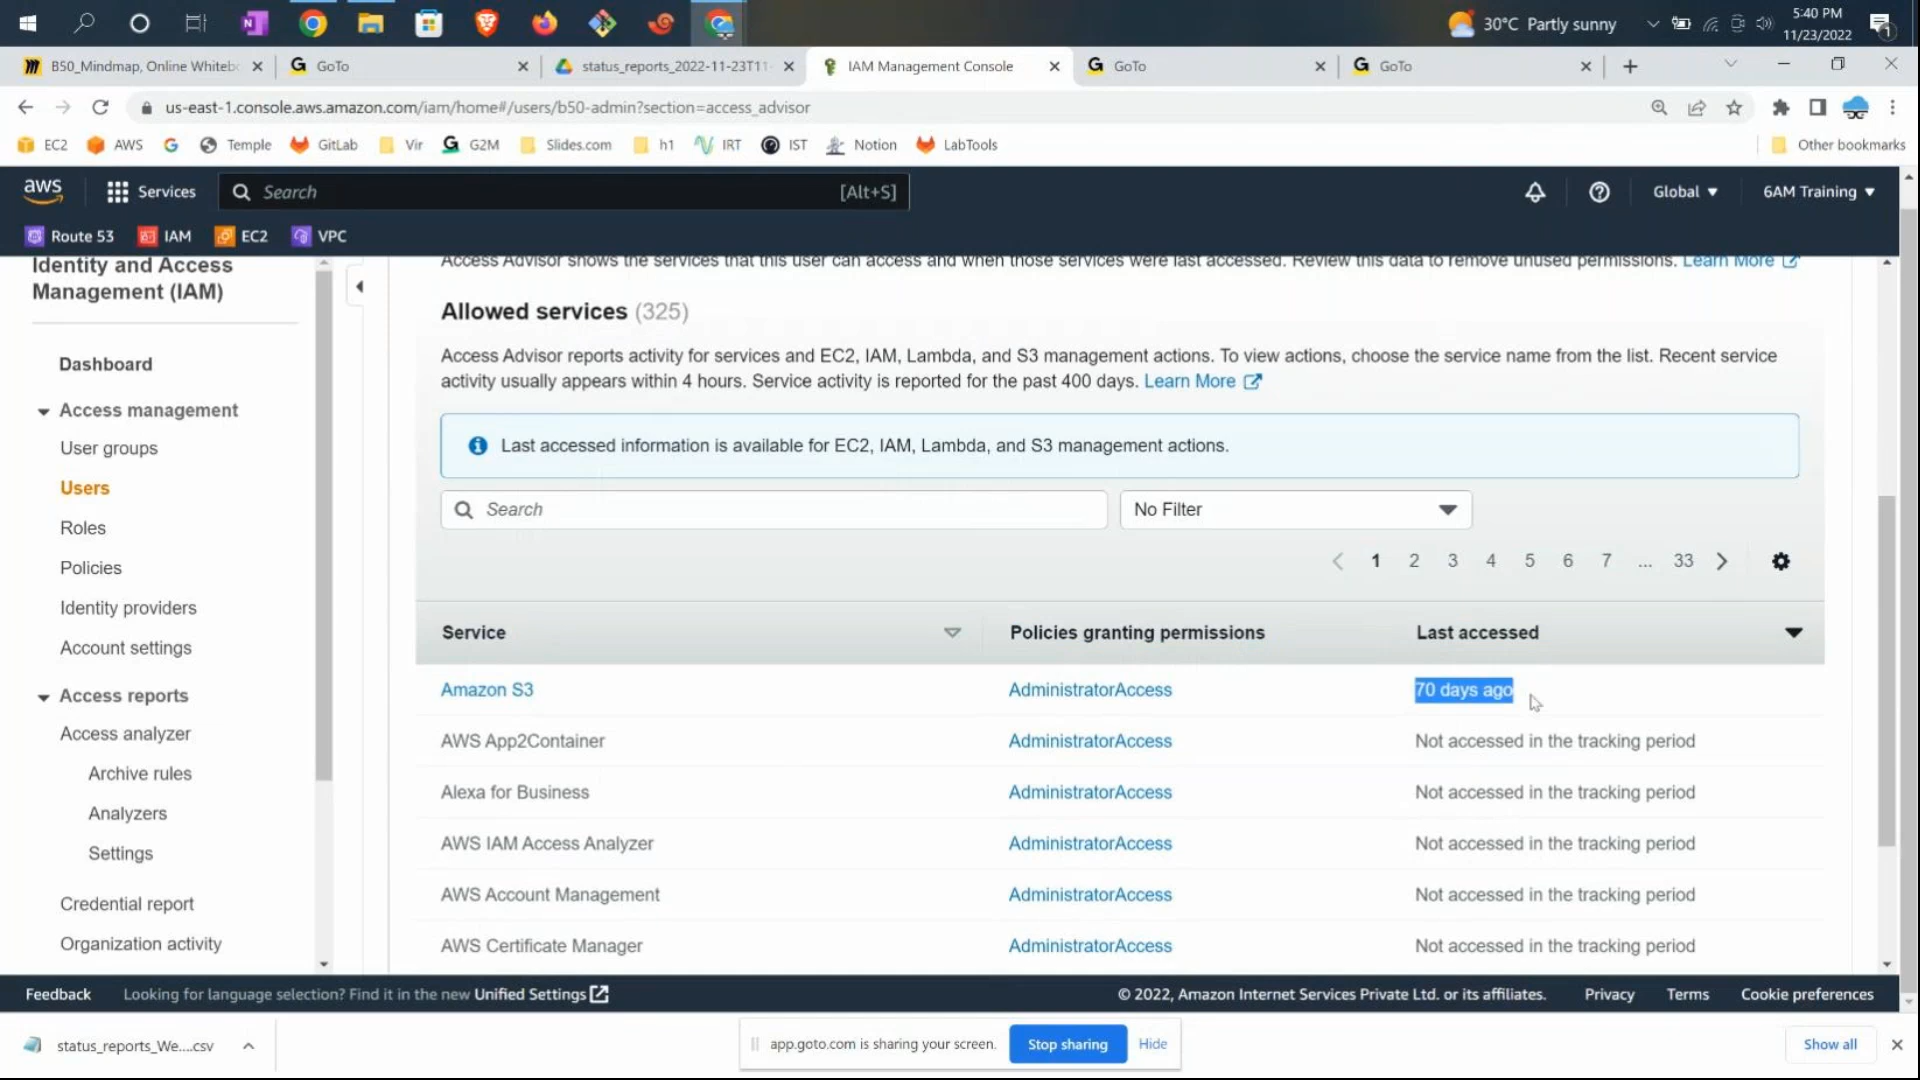 30°C Partly sunny
5:40 PM
11/23/2022
1
B50_Mindmap, Online Whitebo
GoTo
status_reports_2022-11-23T11-
IAM Management Console
GoTo
GoTo
us-east-1.console.aws.amazon.com/iam/home#/users/b50-admin?section=access_advisor
EC2
AWS
Temple
GitLab
Vir
G2M
Slides.com
h1
IRT
IST
Notion
LabTools
Other bookmarks
aws
Services
Search
[Alt+S]
Global
6AM Training
Route 53
IAM
EC2
VPC
Identity and Access
Management (IAM)
Dashboard
Access management
User groups
Users
Roles
Policies
Identity providers
Account settings
Access reports
Access analyzer
Archive rules
Analyzers
Settings
Credential report
Organization activity
Access Advisor shows the services that this user can access and when those services were last accessed. Review this data to remove unused permissions. Learn More
Allowed services (325)
Access Advisor reports activity for services and EC2, IAM, Lambda, and S3 management actions. To view actions, choose the service name from the list. Recent service
activity usually appears within 4 hours. Service activity is reported for the past 400 days. Learn More
Last accessed information is available for EC2, IAM, Lambda, and S3 management actions.
Search
No Filter
1 2 3 4 5 6 7 ... 33
Service Policies granting permissions Last accessed
Amazon S3 AdministratorAccess 70 days ago
AWS App2Container AdministratorAccess Not accessed in the tracking period
Alexa for Business AdministratorAccess Not accessed in the tracking period
AWS IAM Access Analyzer AdministratorAccess Not accessed in the tracking period
AWS Account Management AdministratorAccess Not accessed in the tracking period
AWS Certificate Manager AdministratorAccess Not accessed in the tracking period
Feedback
Looking for language selection? Find it in the new Unified Settings
© 2022, Amazon Internet Services Private Ltd. or its affiliates.
Privacy
Terms
Cookie preferences
status_reports_We....csv
app.goto.com is sharing your screen.
Stop sharing
Hide
Show all